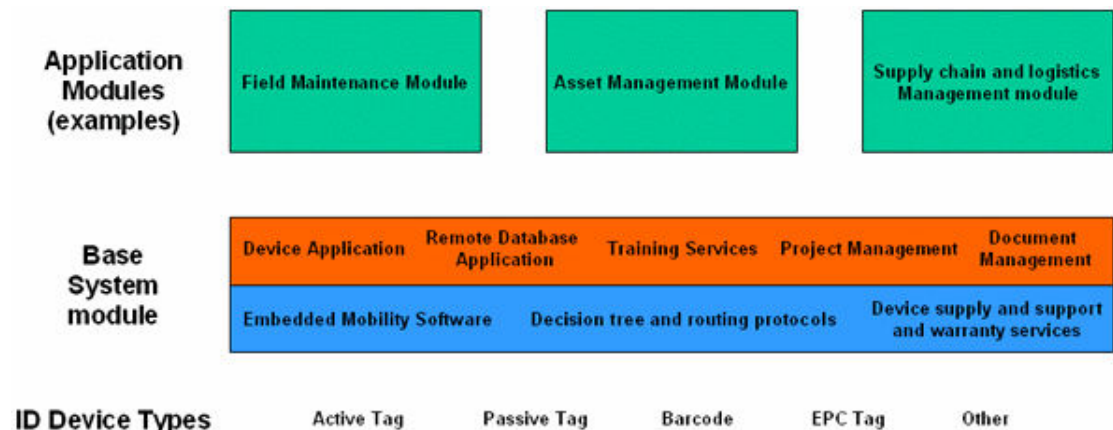 Application
Modules
(examples)
Field Maintenance Module
Asset Management Module
Supply chain and logistics
Management module
Base
System
module
Device Application
Remote Database
Application
Training Services
Project Management
Document
Management
Embedded Mobility Software
Decision tree and routing protocols
Device supply and support
and warranty services
ID Device Types
Active Tag
Passive Tag
Barcode
EPC Tag
Other